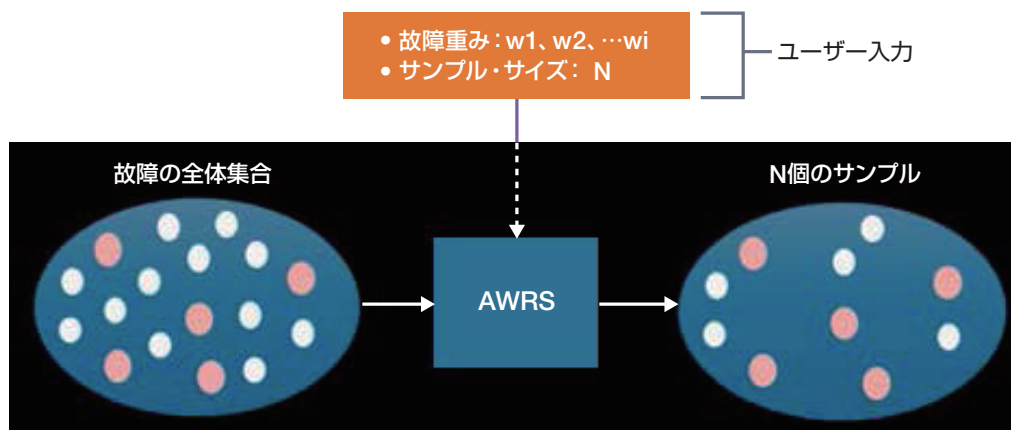 • 故障重み：w1、w2、…wi
• サンプル・サイズ： N
ユーザー入力
故障の全体集合
N個のサンプル
AWRS